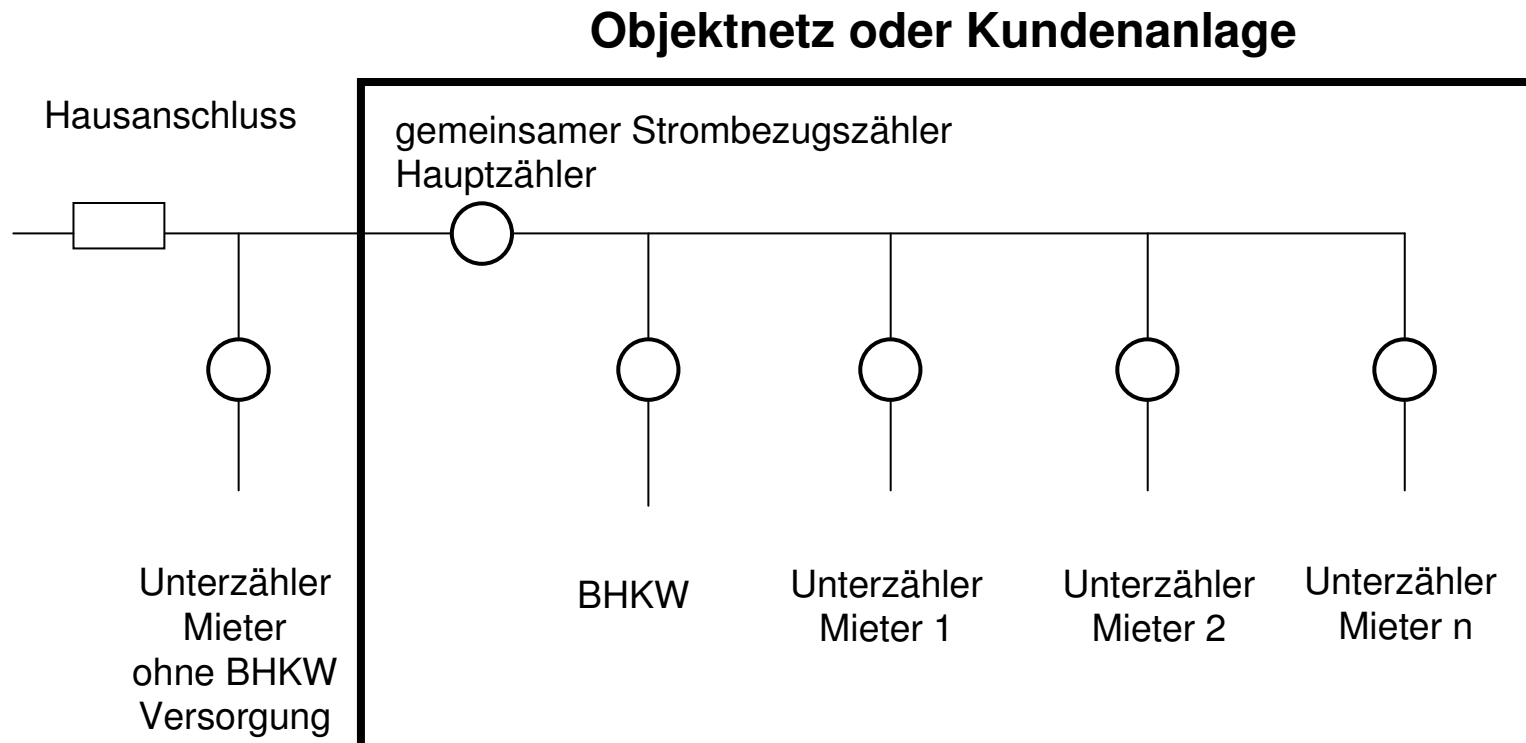 Objektnetz oder Kundenanlage
Hausanschluss
gemeinsamer Strombezugszähler
Hauptzähler
Unterzähler
Mieter
ohne BHKW
Versorgung
BHKW
Unterzähler
Mieter 1
Unterzähler
Mieter 2
Unterzähler
Mieter n